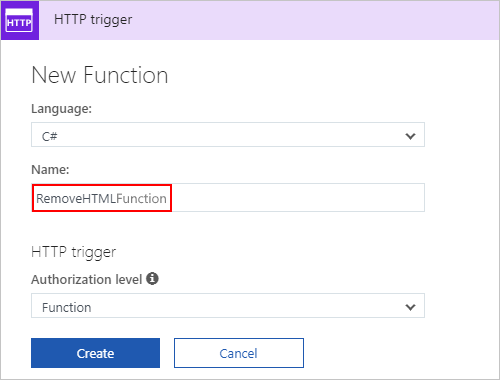 HTTP
HTTP trigger
New Function
Language:
C#
Name:
RemoveHTMLFunction
HTTP trigger
Authorization level
Function
Create
Cancel